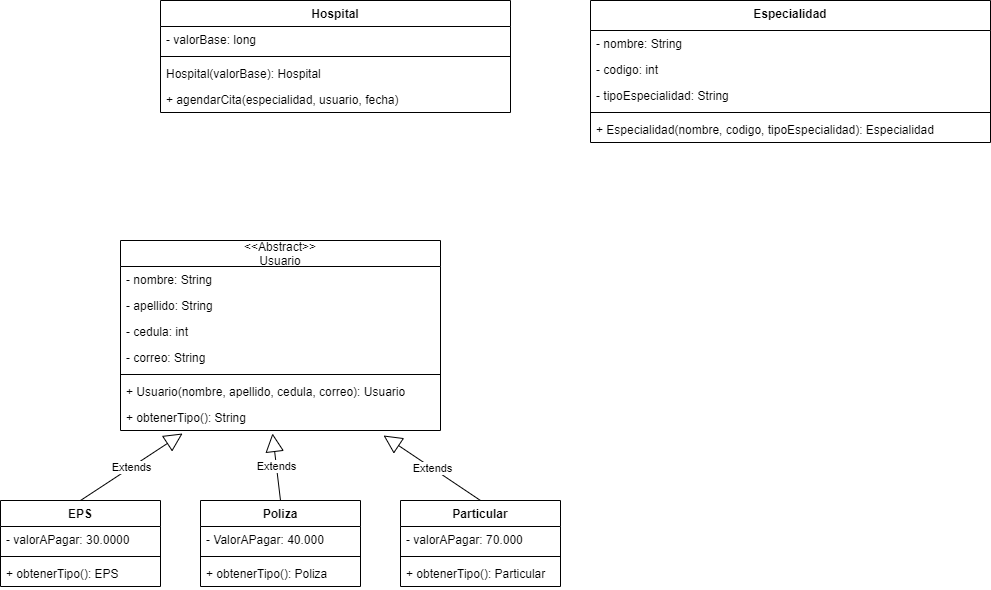 Hospital
- valorBase: long
Hospital(valorBase): Hospital
+ agendarCita(especialidad, usuario, fecha)
Especialidad
- nombre: String
- codigo: int
- tipoEspecialidad: String
+ Especialidad(nombre, codigo, tipoEspecialidad): Especialidad
<<Abstract>>
Usuario
- nombre: String
- apellido: String
- cedula: int
- correo: String
+ Usuario(nombre, apellido, cedula, correo): Usuario
+ obtenerTipo(): String
Extends
Extends
Extends
EPS
- valorAPagar: 30.0000
+ obtenerTipo(): EPS
Poliza
- ValorAPagar: 40.000
+ obtenerTipo(): Poliza
Particular
- valorAPagar: 70.000
+ obtenerTipo(): Particular